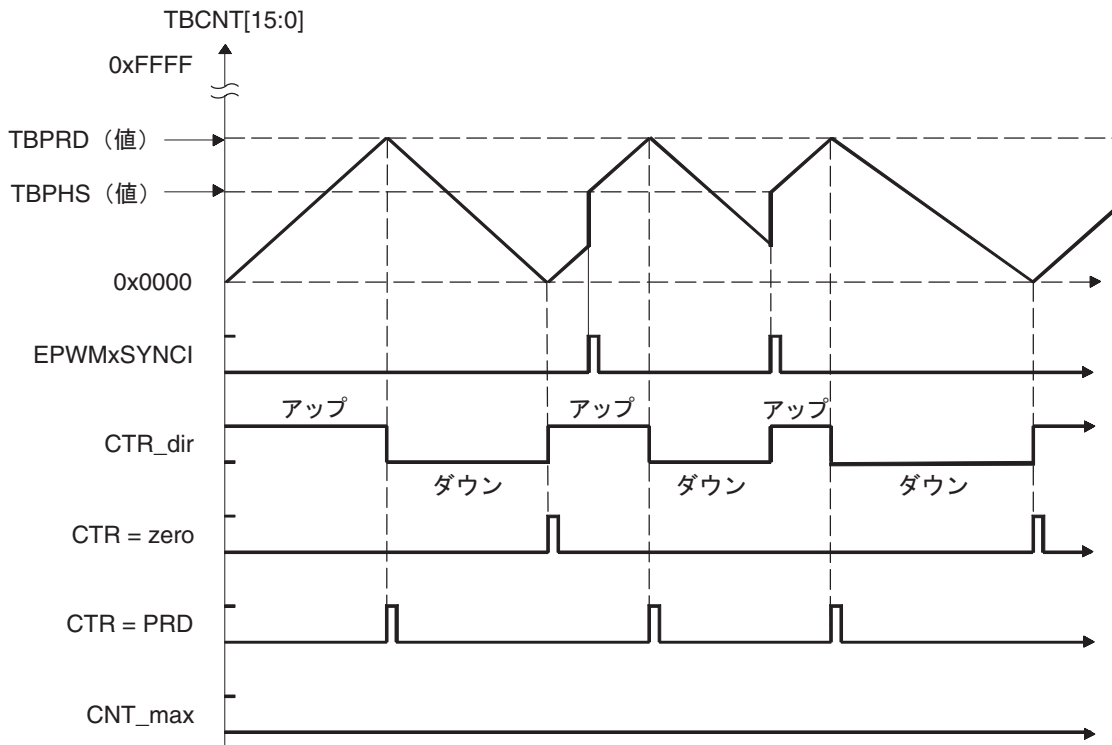 TBCNT[15:0]
0xFFFF
TBPRD（値）
TBPHS（値）
0x0000
EPWMxSYNCI
アップ アップ アップ
CTR_dir
ダウン ダウン ダウン
CTR = zero
CTR = PRD
CNT_max